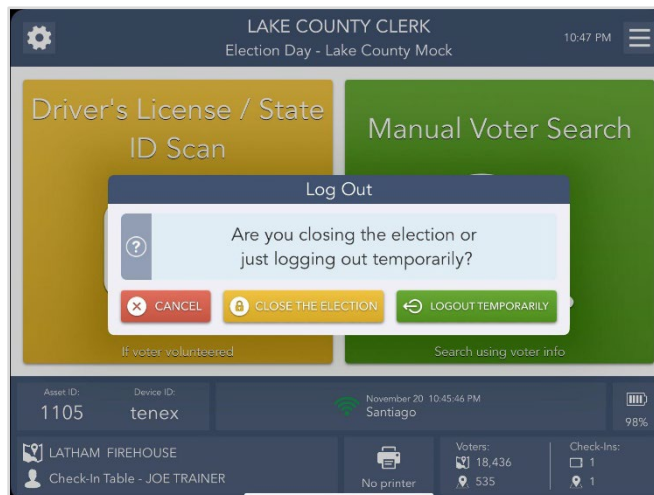 LAKE COUNTY CLERK
Election Day - Lake County Mock
10:47 PM
Driver's License / State
ID Scan
Manual Voter Search
Log Out
Are you closing the election or
just logging out temporarily?
CANCEL
CLOSE THE ELECTION
LOGOUT TEMPORARILY
If voter volunteered
Search using voter info
Asset ID:
1105
Device ID:
tenex
November 20 10:45:46 PM
Santiago
98%
LATHAM FIREHOUSE
Check-In Table - JOE TRAINER
No printer
Voters:
18,436
535
Check-Ins:
1
1